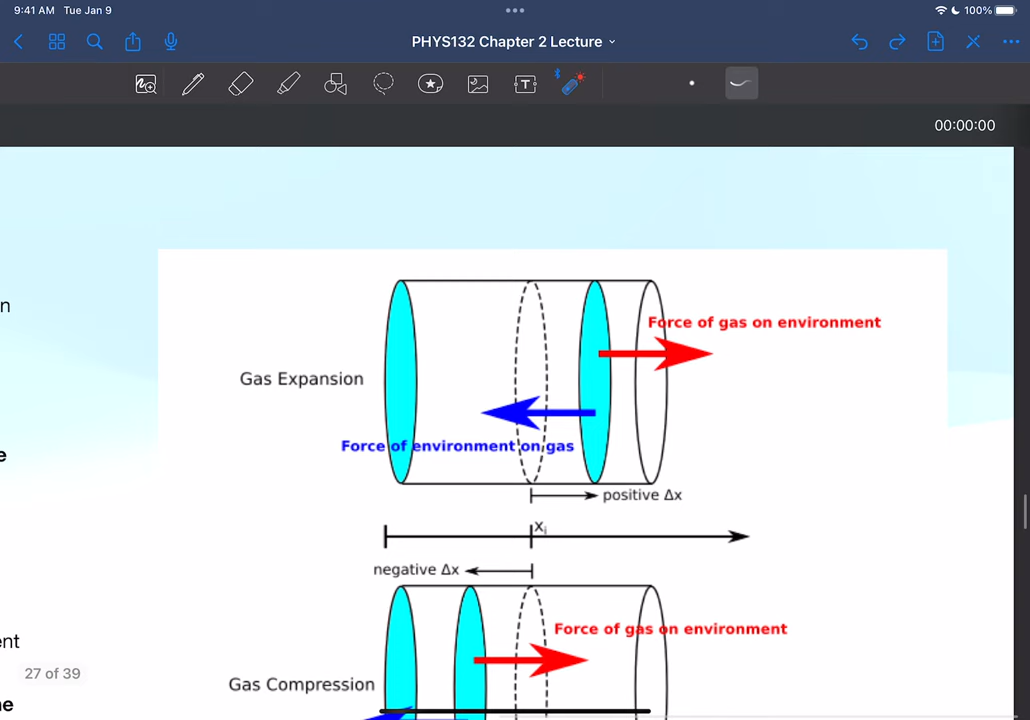 9:41 AM Tue Jan 9
100%
PHYS132 Chapter 2 Lecture
T
00:00:00
n
Force of gas on environment
Gas Expansion
Force of environment on gas
e
positive Δx
xᵢ
negative Δx
Force of gas on environment
ent
27 of 39
Gas Compression
ne